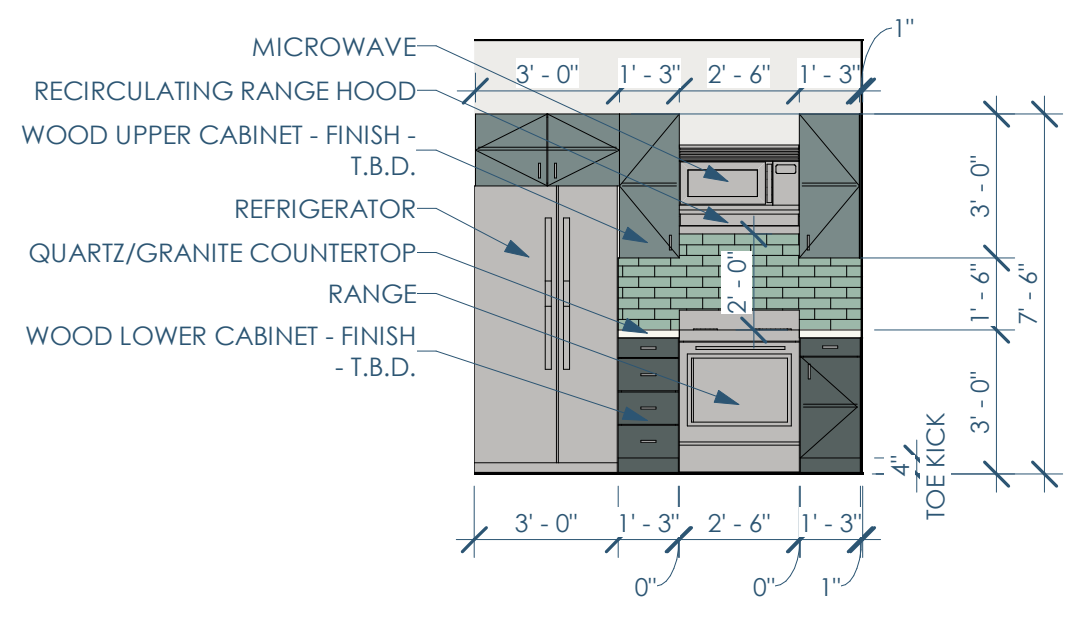 1"
MICROWAVE
3' - 0" 1' - 3" 2' - 6" 1' - 3"
RECIRCULATING RANGE HOOD
WOOD UPPER CABINET - FINISH -
T.B.D.
REFRIGERATOR
QUARTZ/GRANITE COUNTERTOP
RANGE
WOOD LOWER CABINET - FINISH
- T.B.D.
2' - 0"
3' - 0"
1' - 6"
7' - 6"
3' - 0"
4"
TOE KICK
3' - 0" 1' - 3" 2' - 6" 1' - 3"
0" 0" 1"